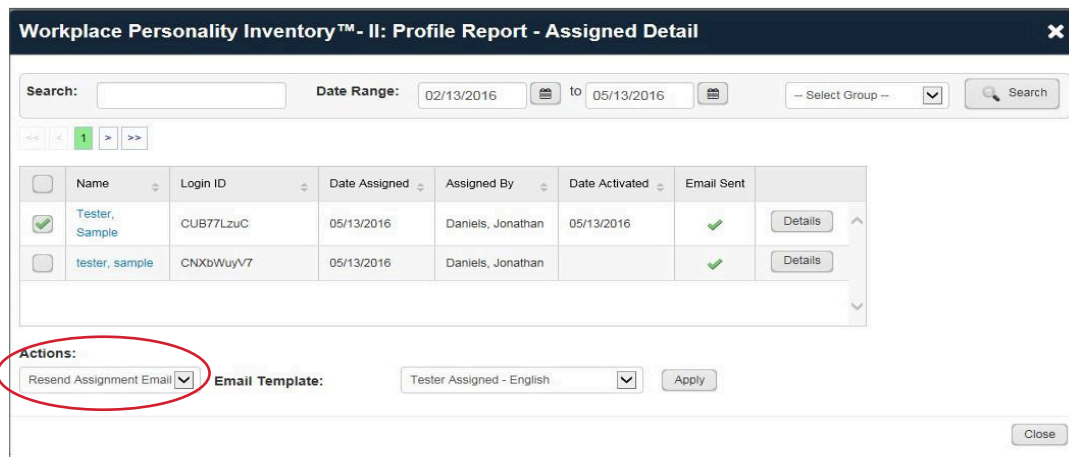 Workplace Personality Inventory™- II: Profile Report - Assigned Detail
Search: Date Range: 02/13/2016 to 05/13/2016 -- Select Group -- Search
<< < 1 > >>
Name Login ID Date Assigned Assigned By Date Activated Email Sent
Tester, Sample CUB77LzuC 05/13/2016 Daniels, Jonathan 05/13/2016 Details
tester, sample CNXbWuyV7 05/13/2016 Daniels, Jonathan Details
Actions:
Resend Assignment Email Email Template: Tester Assigned - English Apply
Close